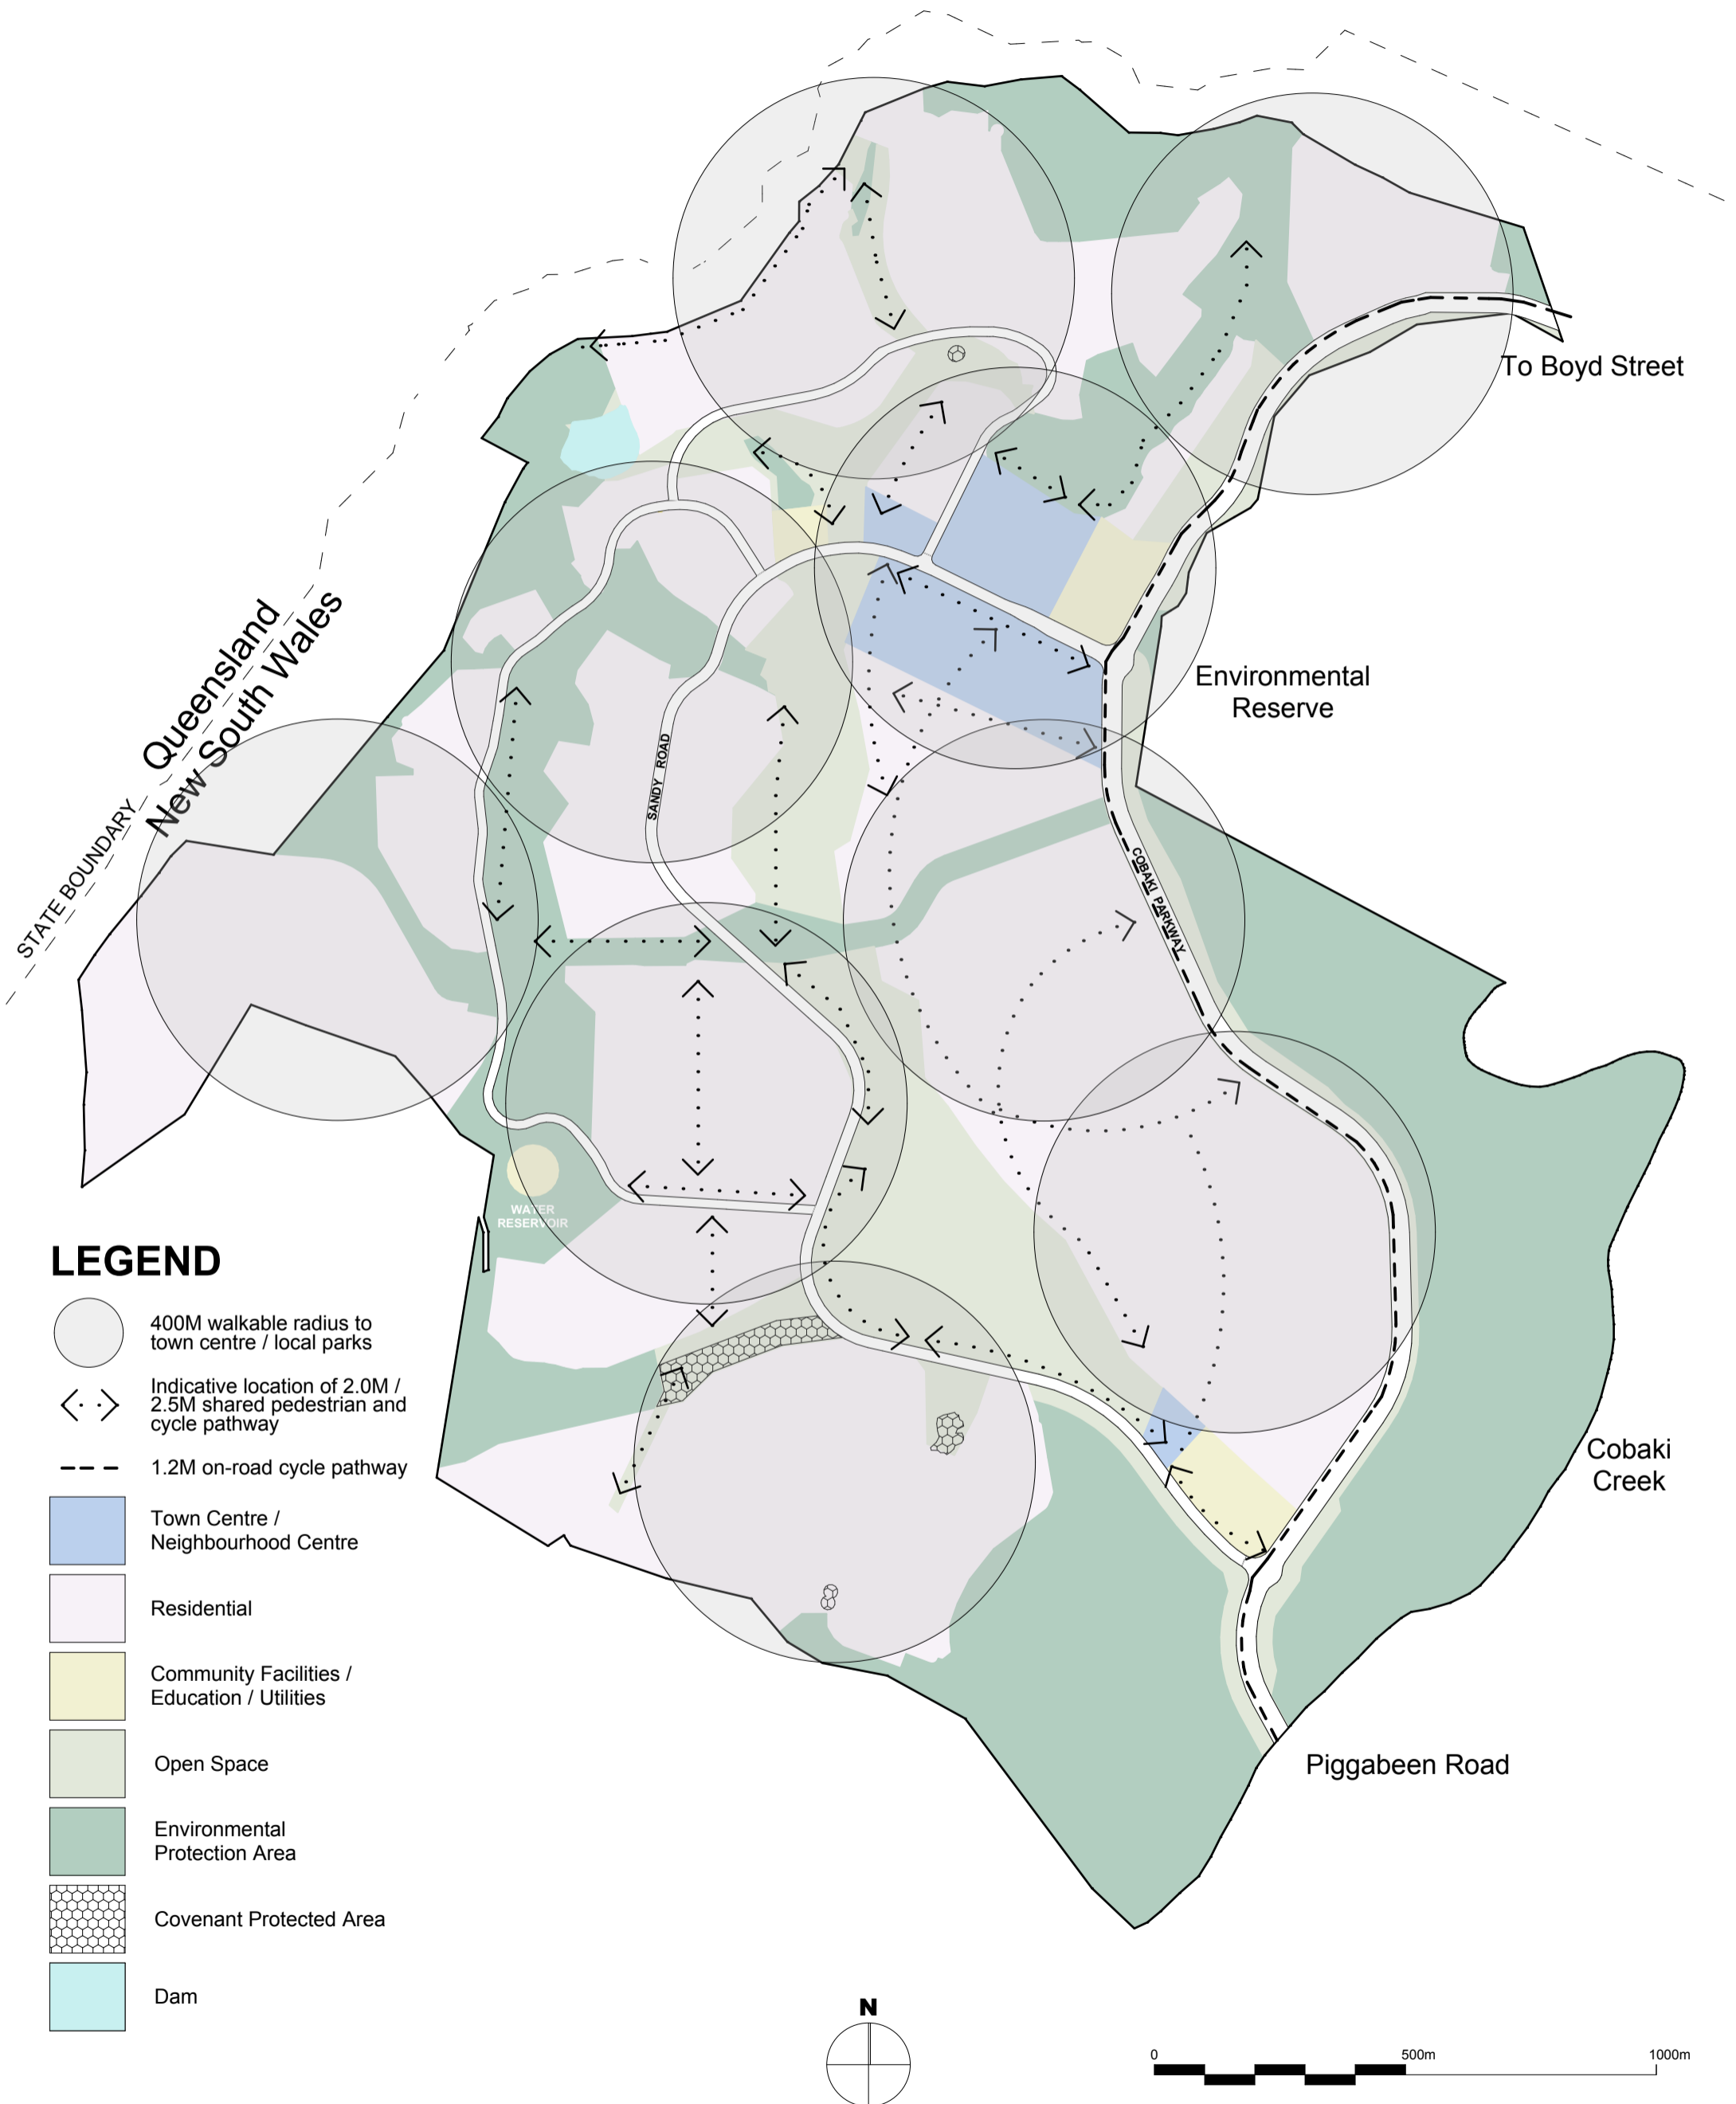 To Boyd Street
Queensland
New South Wales
STATE BOUNDARY
Environmental
Reserve
SANDY ROAD
COBAKI PARKWAY
WATER
RESERVOIR
Cobaki
Creek
Piggabeen Road
LEGEND
400M walkable radius to
town centre / local parks
Indicative location of 2.0M /
2.5M shared pedestrian and
cycle pathway
1.2M on-road cycle pathway
Town Centre /
Neighbourhood Centre
Residential
Community Facilities /
Education / Utilities
Open Space
Environmental
Protection Area
Covenant Protected Area
Dam
N
0 500m 1000m